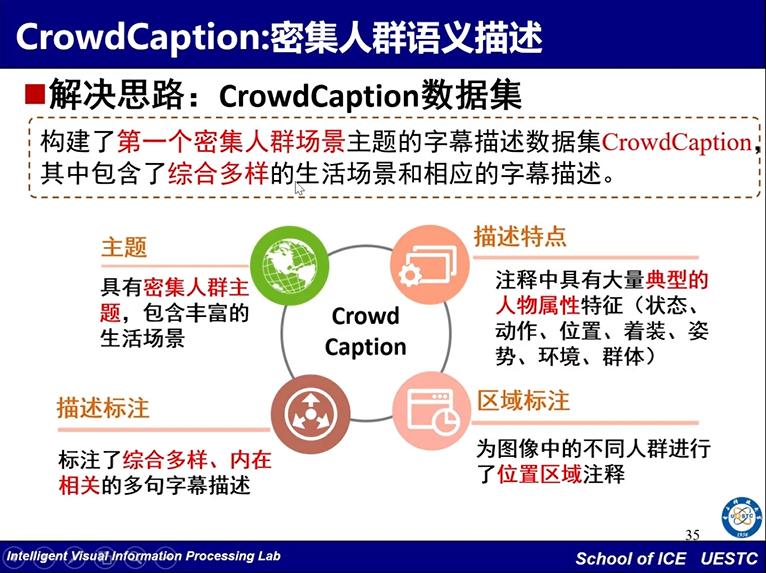 CrowdCaption:密集人群语义描述
解决思路：CrowdCaption数据集
构建了第一个密集人群场景主题的字幕描述数据集CrowdCaption，
其中包含了综合多样的生活场景和相应的字幕描述。
主题
具有密集人群主
题，包含丰富的
生活场景
描述特点
注释中具有大量典型的
人物属性特征（状态、
动作、位置、着装、姿
势、环境、群体）
Crowd
Caption
描述标注
标注了综合多样、内在
相关的多句字幕描述
区域标注
为图像中的不同人群进行
了位置区域注释
35
UESTC
1956
Intelligent Visual Information Processing Lab
School of ICE UESTC